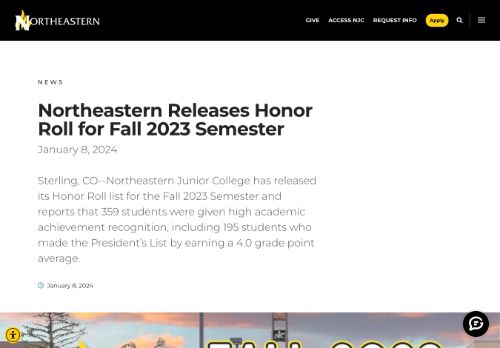 NORTHEASTERN
GIVE ACCESS NJC REQUEST INFO Apply
NEWS
Northeastern Releases Honor
Roll for Fall 2023 Semester
January 8, 2024
Sterling, CO--Northeastern Junior College has released
its Honor Roll list for the Fall 2023 Semester and
reports that 359 students were given high academic
achievement recognition, including 195 students who
made the President's List by earning a 4.0 grade point
average.
January 8, 2024
FALL 2023